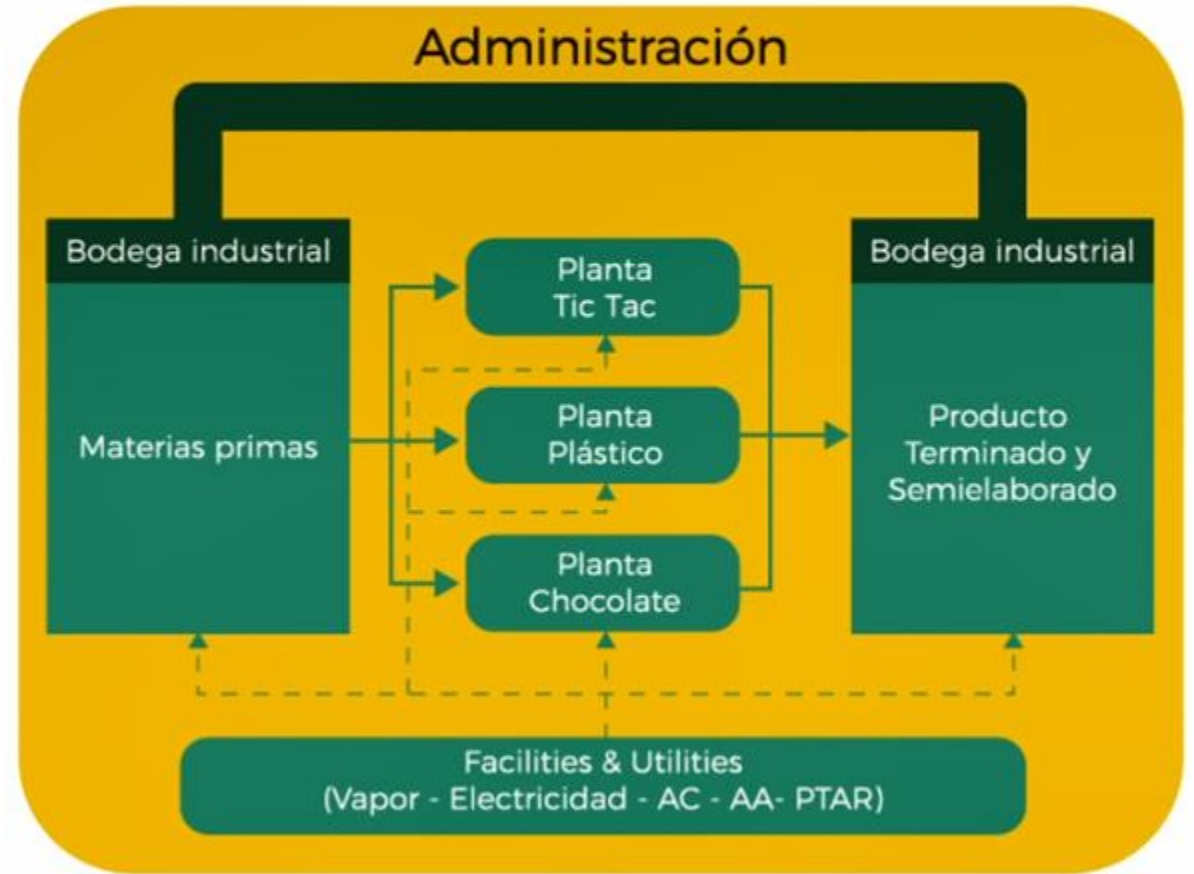 Administración
Bodega industrial
Materias primas
Planta
Tic Tac
Planta
Plástico
Planta
Chocolate
Bodega industrial
Producto
Terminado y
Semielaborado
Facilities & Utilities
(Vapor - Electricidad - AC - AA- PTAR)